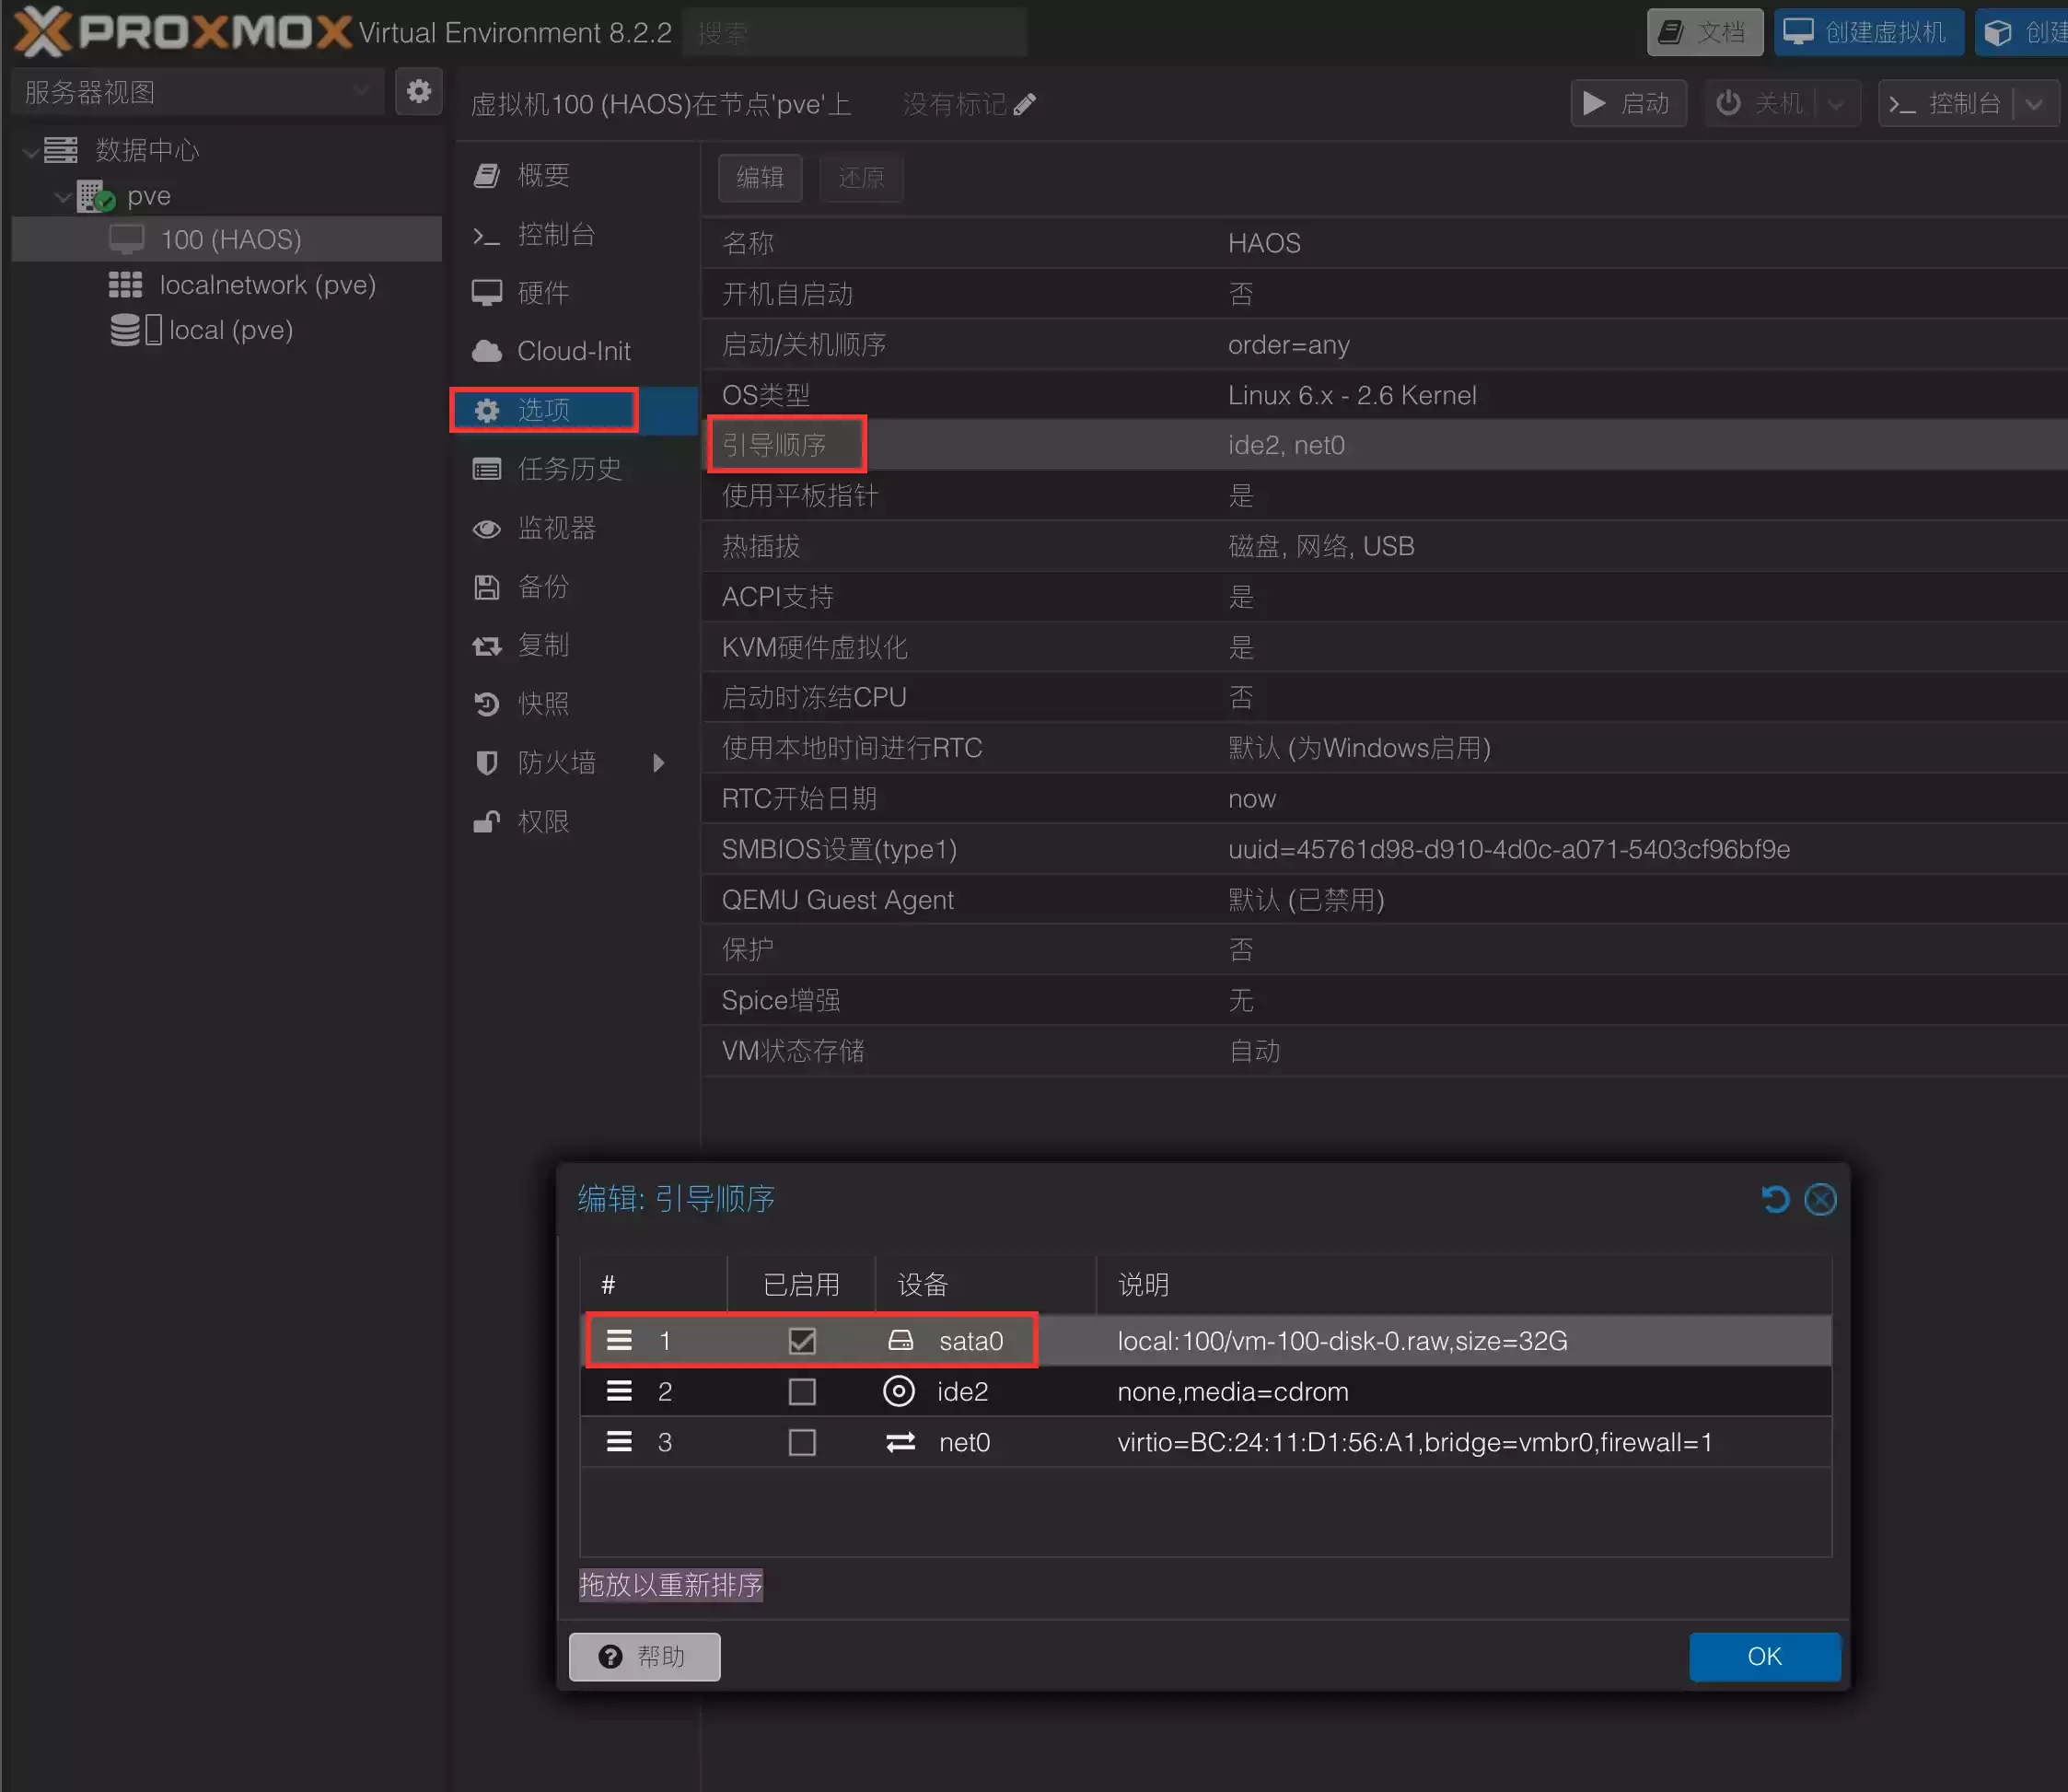 PROXMOX Virtual Environment 8.2.2 搜索 文档 创建虚拟机 创建
服务器视图
虚拟机100 (HAOS)在节点'pve'上 没有标记 启动 关机 控制台
数据中心
pve
100 (HAOS)
localnetwork (pve)
local (pve)
概要
控制台
硬件
Cloud-Init
选项
任务历史
监视器
备份
复制
快照
防火墙
权限
编辑 还原
名称 HAOS
开机自启动 否
启动/关机顺序 order=any
OS类型 Linux 6.x - 2.6 Kernel
引导顺序 ide2, net0
使用平板指针 是
热插拔 磁盘, 网络, USB
ACPI支持 是
KVM硬件虚拟化 是
启动时冻结CPU 否
使用本地时间进行RTC 默认 (为Windows启用)
RTC开始日期 now
SMBIOS设置(type1) uuid=45761d98-d910-4d0c-a071-5403cf96bf9e
QEMU Guest Agent 默认 (已禁用)
保护 否
Spice增强 无
VM状态存储 自动
编辑: 引导顺序
# 已启用 设备 说明
1 sata0 local:100/vm-100-disk-0.raw,size=32G
2 ide2 none,media=cdrom
3 net0 virtio=BC:24:11:D1:56:A1,bridge=vmbr0,firewall=1
拖放以重新排序
帮助 OK